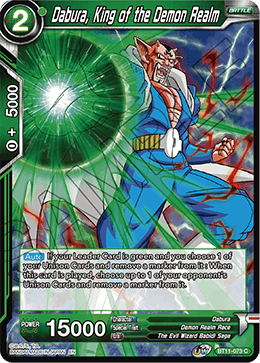 2
Dabura, King of the Demon Realm
BATTLE
0 + 5000
Auto If your Leader Card is green and you choose 1 of
your Unison Cards and remove a marker from it: When
this card is played, choose up to 1 of your opponent's
Unison Cards and remove a marker from it.
POWER 15000
Character Dabura
Special Trait Demon Realm Race
Era The Evil Wizard Babidi Saga
BT11-073 C